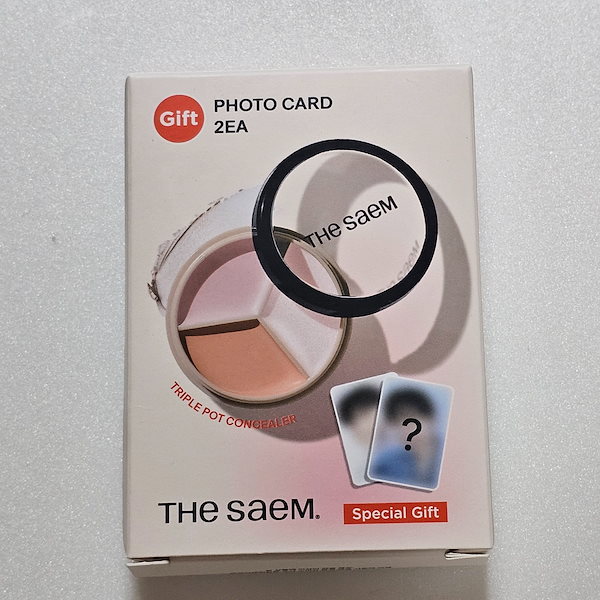 Gift
PHOTO CARD
2EA
THE SAEM
TRIPLE POT CONCEALER
?
THE SAEM.
Special Gift